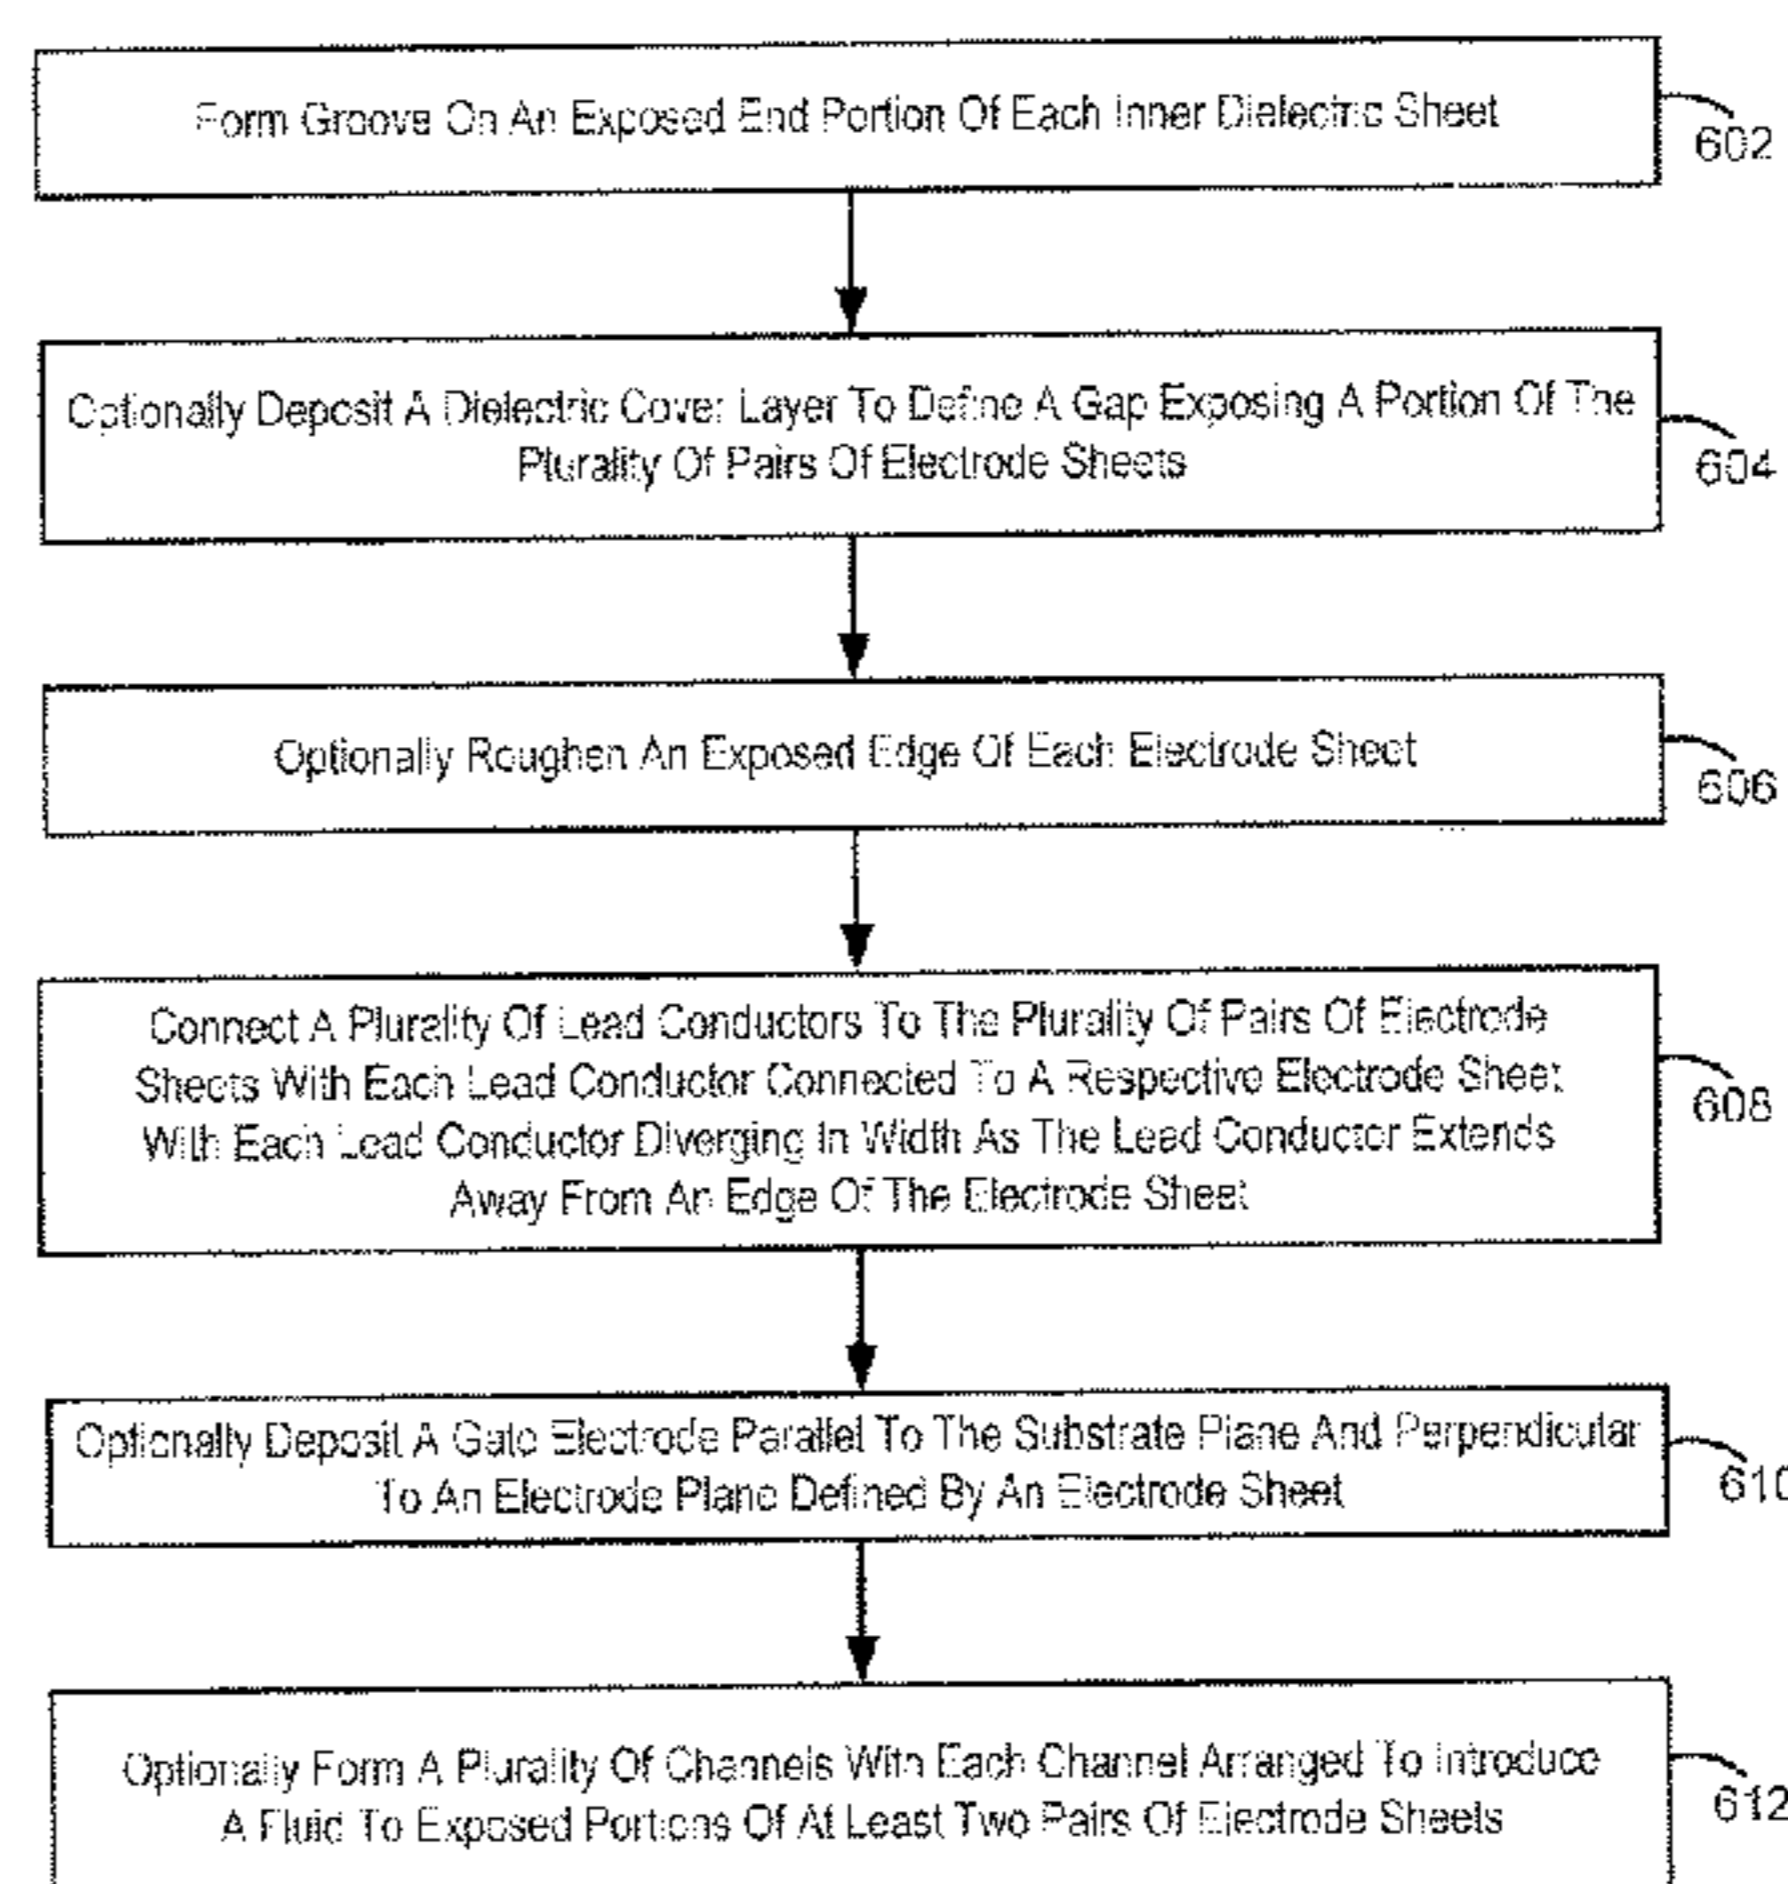 Form Groove On An Exposed End Portion Of Each Inner Dielectric Sheet
602
Optionally Deposit A Dielectric Cover Layer To Define A Gap Exposing A Portion Of The
Plurality Of Pairs Of Electrode Sheets
604
Optionally Roughen An Exposed Edge Of Each Electrode Sheet
606
Connect A Plurality Of Lead Conductors To The Plurality Of Pairs Of Electrode
Sheets With Each Lead Conductor Connected To A Respective Electrode Sheet
With Each Lead Conductor Diverging In Width As The Lead Conductor Extends
Away From An Edge Of The Electrode Sheet
608
Optionally Deposit A Gate Electrode Parallel To The Substrate Plane And Perpendicular
To An Electrode Plane Defined By An Electrode Sheet
610
Optionally Form A Plurality Of Channels With Each Channel Arranged To Introduce
A Fluid To Exposed Portions Of At Least Two Pairs Of Electrode Sheets
612